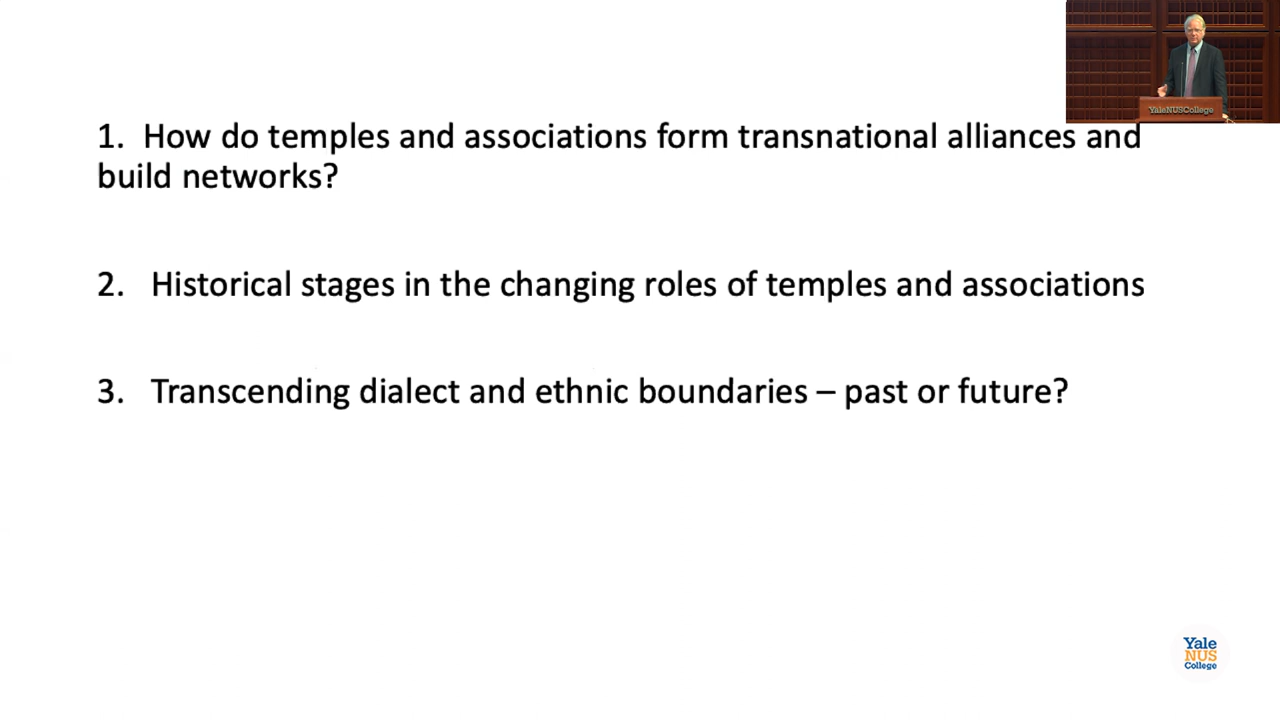 YaleNUSCollege
1. How do temples and associations form transnational alliances and
build networks?
2. Historical stages in the changing roles of temples and associations
3. Transcending dialect and ethnic boundaries – past or future?
Yale
NUS
College